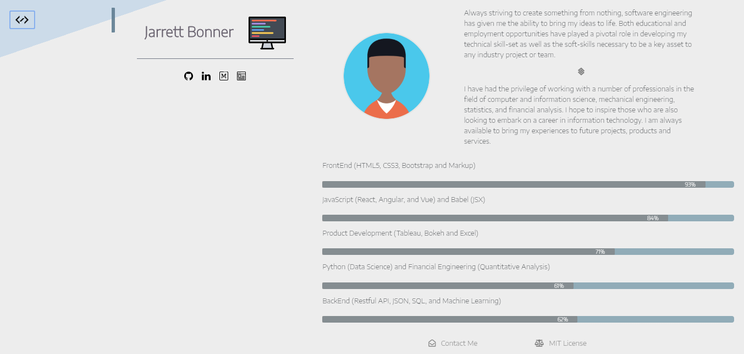 Jarrett Bonner
Always striving to create something from nothing, software engineering
has given me the ability to bring my ideas to life. Both educational and
employment opportunities have played a pivotal role in developing my
technical skill-set as well as the soft-skills necessary to be a key asset to
any industry project or team.
I have had the privilege of working with a number of professionals in the
field of computer and information science, mechanical engineering,
statistics, and financial analysis. I hope to inspire those who are also
looking to embark on a career in information technology. I am always
available to bring my experiences to future projects, products and
services.
FrontEnd (HTML5, CSS3, Bootstrap and Markup)
93%
JavaScript (React, Angular, and Vue) and Babel (JSX)
84%
Product Development (Tableau, Bokeh and Excel)
71%
Python (Data Science) and Financial Engineering (Quantitative Analysis)
61%
BackEnd (Restful API, JSON, SQL, and Machine Learning)
62%
Contact Me
MIT License